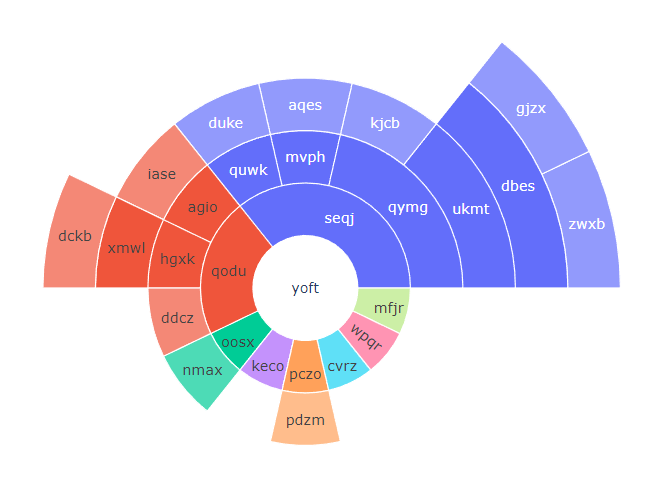 gjzx
aqes
duke
kjcb
mvph
quwk
iase
dbes
agio
qymg
ukmt
seqj
zwxb
dckb
xmwl
hgxk
qodu
yoft
mfjr
ddcz
wpqr
oosx
keco
cvrz
nmax
pczo
pdzm